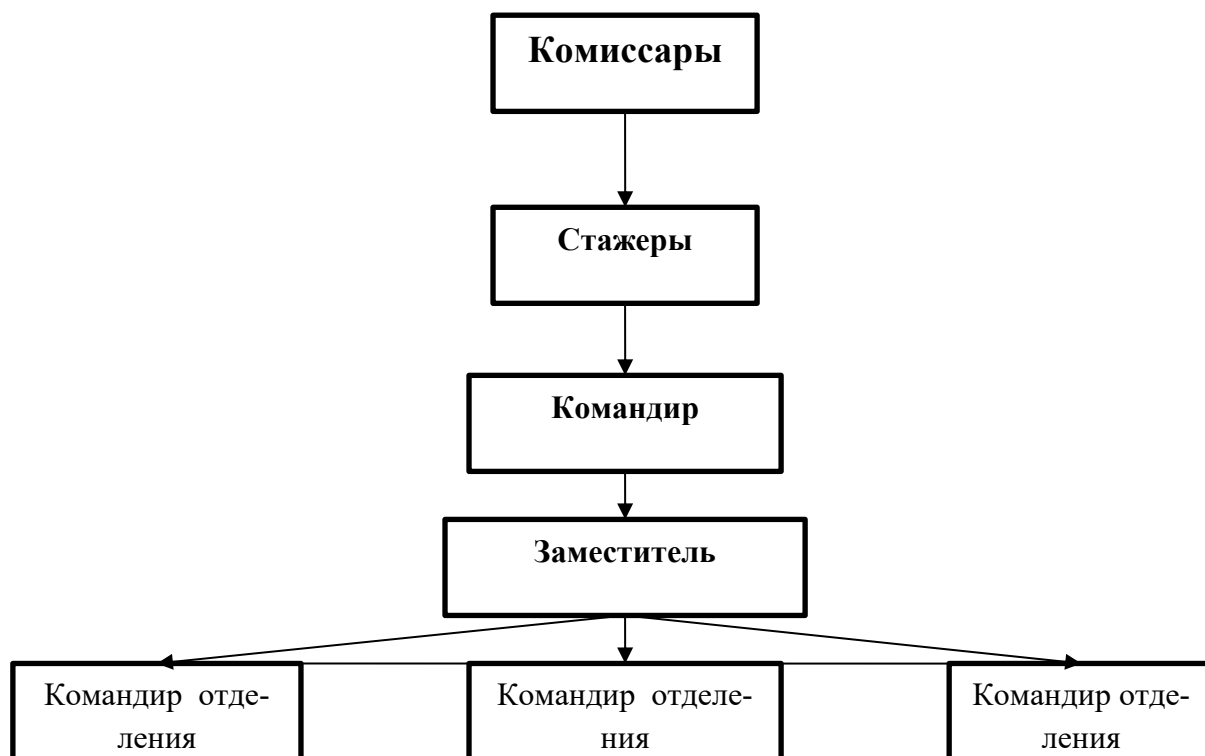 Комиссары
Стажеры
Командир
Заместитель
Командир отде-
ления
Командир отделе-
ния
Командир отде-
ления